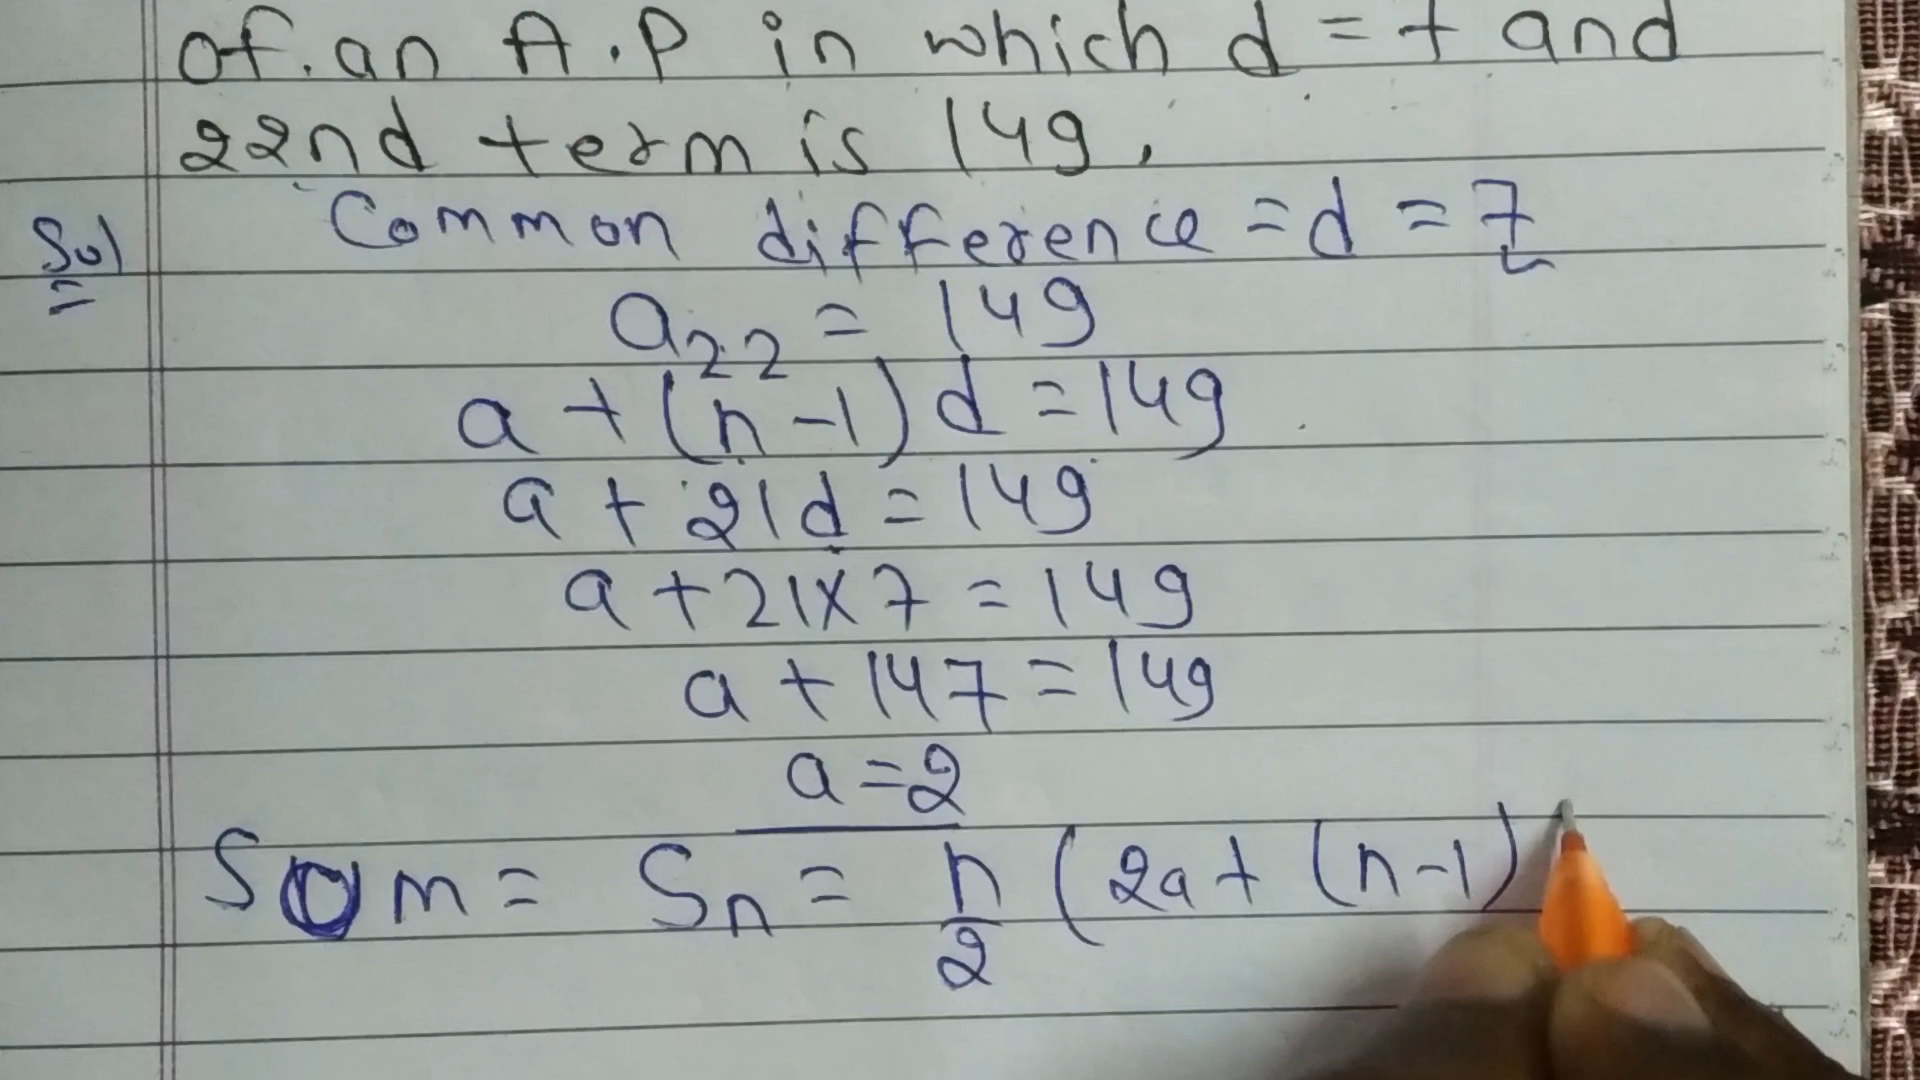 of an A.P in which d = 7 and
22nd term is 149.
Sol Common difference = d = 7
a22 = 149
a + (n-1) d = 149
a + 21d = 149
a + 21 x 7 = 149
a + 147 = 149
a = 2
Sum = Sn = n/2 (2a + (n-1)